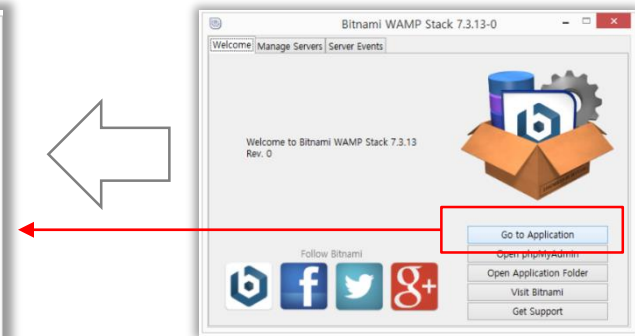 Bitnami WAMP Stack 7.3.13-0
Welcome Manage Servers Server Events
Welcome to Bitnami WAMP Stack 7.3.13
Rev. 0
Go to Application
Follow Bitnami
Open phpMyAdmin
Open Application Folder
Visit Bitnami
Get Support